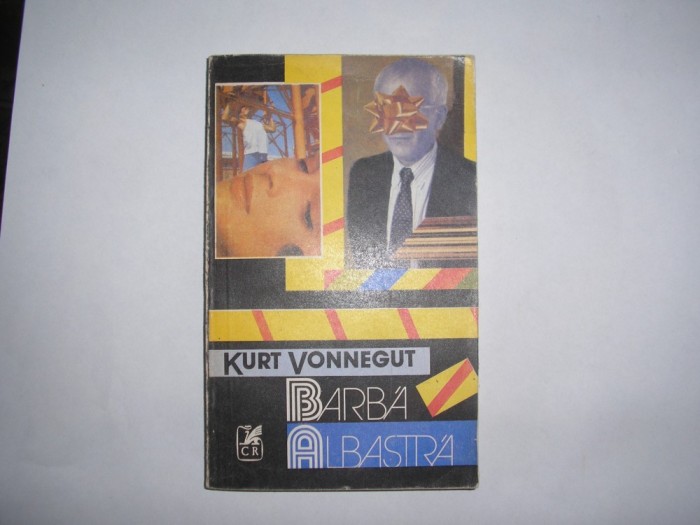 KURT VONNEGUT
BARBĂ
ALBASTRĂ
CR